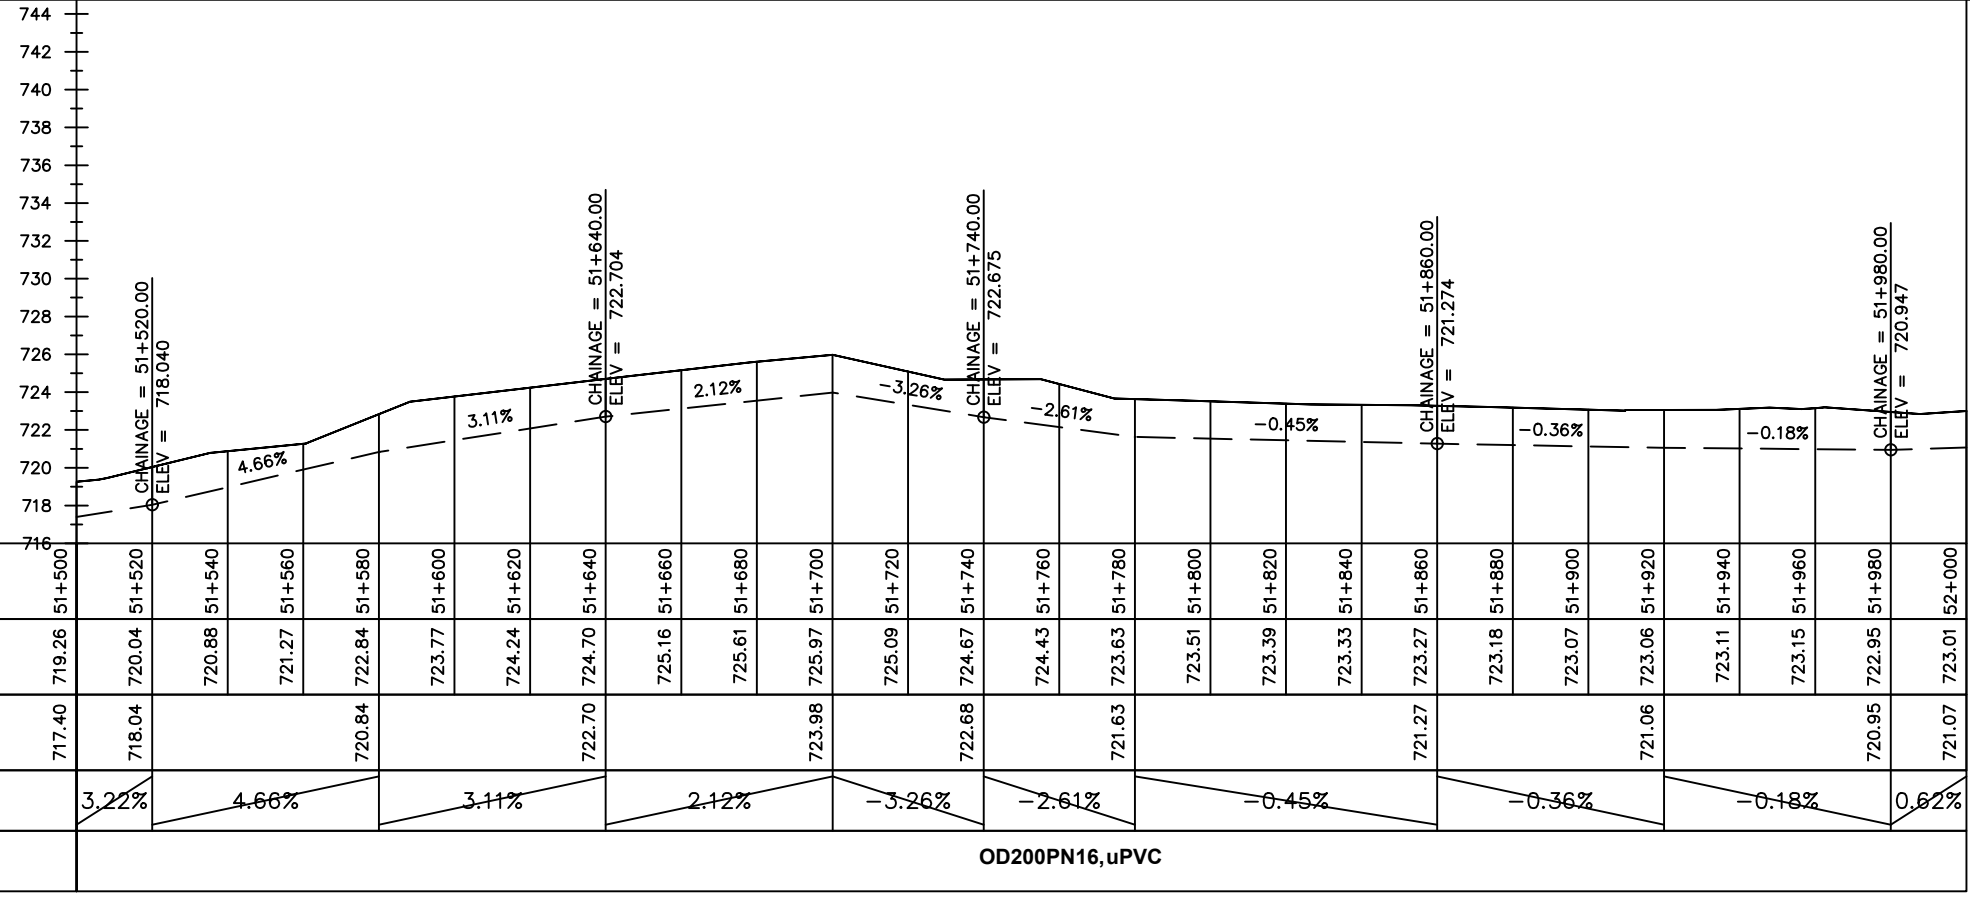 744
742
740
738
736
734
732
730
728
726
724
722
720
718
716
CHAINAGE = 51+520.00
ELEV = 718.040
CHAINAGE = 51+640.00
ELEV = 722.704
CHAINAGE = 51+740.00
ELEV = 722.675
CHAINAGE = 51+860.00
ELEV = 721.274
CHAINAGE = 51+980.00
ELEV = 720.947
4.66%
3.11%
2.12%
-3.26%
-2.61%
-0.45%
-0.36%
-0.18%
51+500 51+520 51+540 51+560 51+580 51+600 51+620 51+640 51+660 51+680 51+700 51+720 51+740 51+760 51+780 51+800 51+820 51+840 51+860 51+880 51+900 51+920 51+940 51+960 51+980 52+000
719.26 720.04 720.88 721.27 722.84 723.77 724.24 724.70 725.16 725.61 725.97 725.09 724.67 724.43 723.63 723.51 723.39 723.33 723.27 723.18 723.07 723.06 723.11 723.15 722.95 723.01
717.40 718.04 720.84 722.70 723.98 722.68 721.63 721.27 721.06 720.95 721.07
3.22% 4.66% 3.11% 2.12% -3.26% -2.61% -0.45% -0.36% -0.18% 0.62%
OD200PN16,uPVC